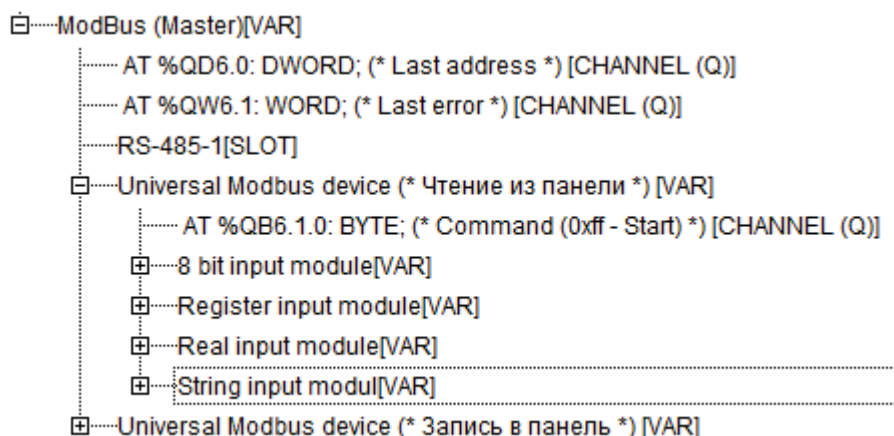 ModBus (Master)[VAR]
AT %QD6.0: DWORD; (* Last address *) [CHANNEL (Q)]
AT %QW6.1: WORD; (* Last error *) [CHANNEL (Q)]
RS-485-1[SLOT]
Universal Modbus device (* Чтение из панели *) [VAR]
AT %QB6.1.0: BYTE; (* Command (0xff - Start) *) [CHANNEL (Q)]
8 bit input module[VAR]
Register input module[VAR]
Real input module[VAR]
String input modul[VAR]
Universal Modbus device (* Запись в панель *) [VAR]